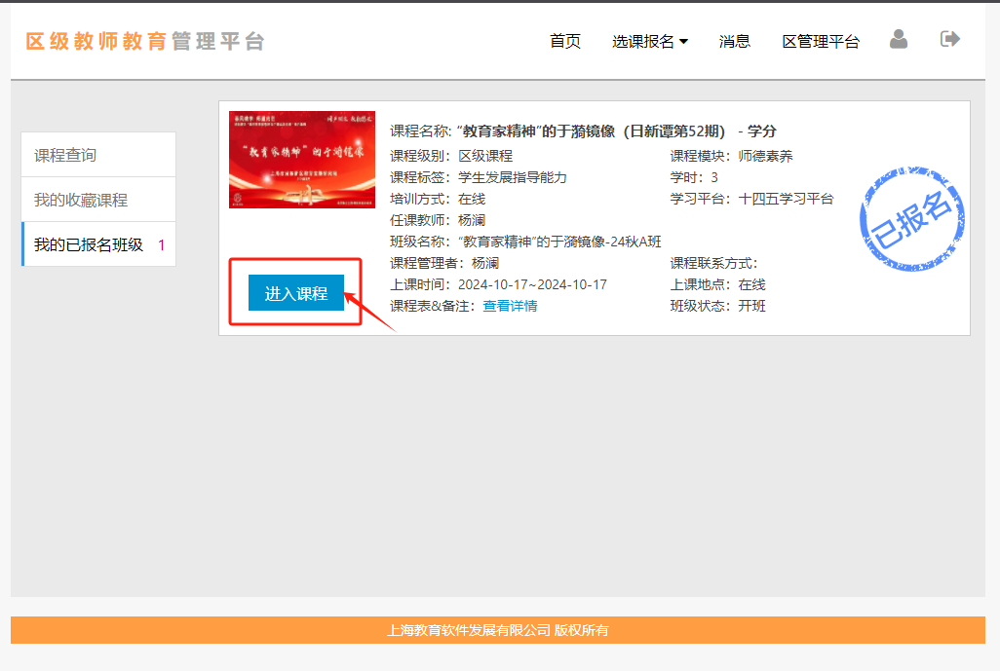 区级教师教育管理平台
首页 选课报名 消息 区管理平台
课程查询
我的收藏课程
我的已报名班级 1
“教育家精神”的于漪镜像
课程名称: “教育家精神”的于漪镜像（日新谭第52期） - 学分
课程级别：区级课程 课程模块：师德素养
课程标签：学生发展指导能力 学时：3
培训方式：在线 学习平台：十四五学习平台
任课教师：杨澜
班级名称：“教育家精神”的于漪镜像-24秋A班
课程管理者：杨澜 课程联系方式：
上课时间：2024-10-17~2024-10-17 上课地点：在线
课程表&备注：查看详情 班级状态：开班
已报名
进入课程
上海教育软件发展有限公司 版权所有